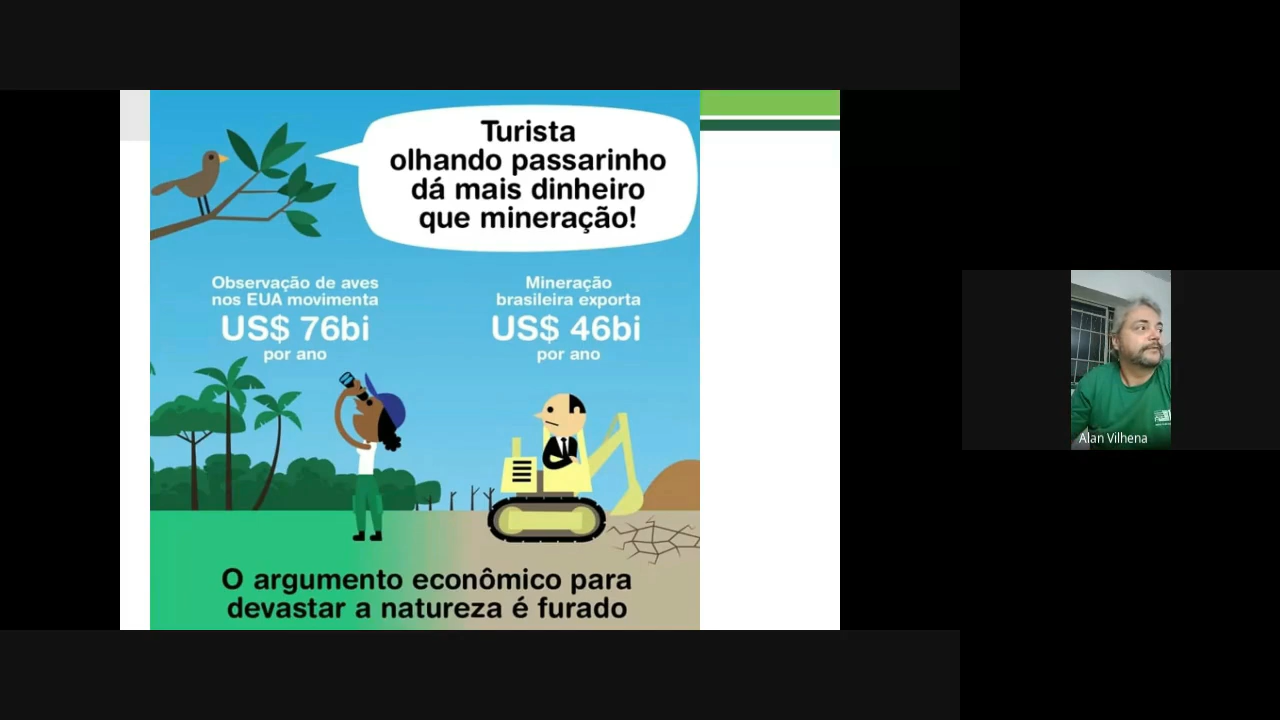 Turista
olhando passarinho
dá mais dinheiro
que mineração!
Observação de aves
nos EUA movimenta
US$ 76bi
por ano
Mineração
brasileira exporta
US$ 46bi
por ano
O argumento econômico para
devastar a natureza é furado
Alan Vilhena